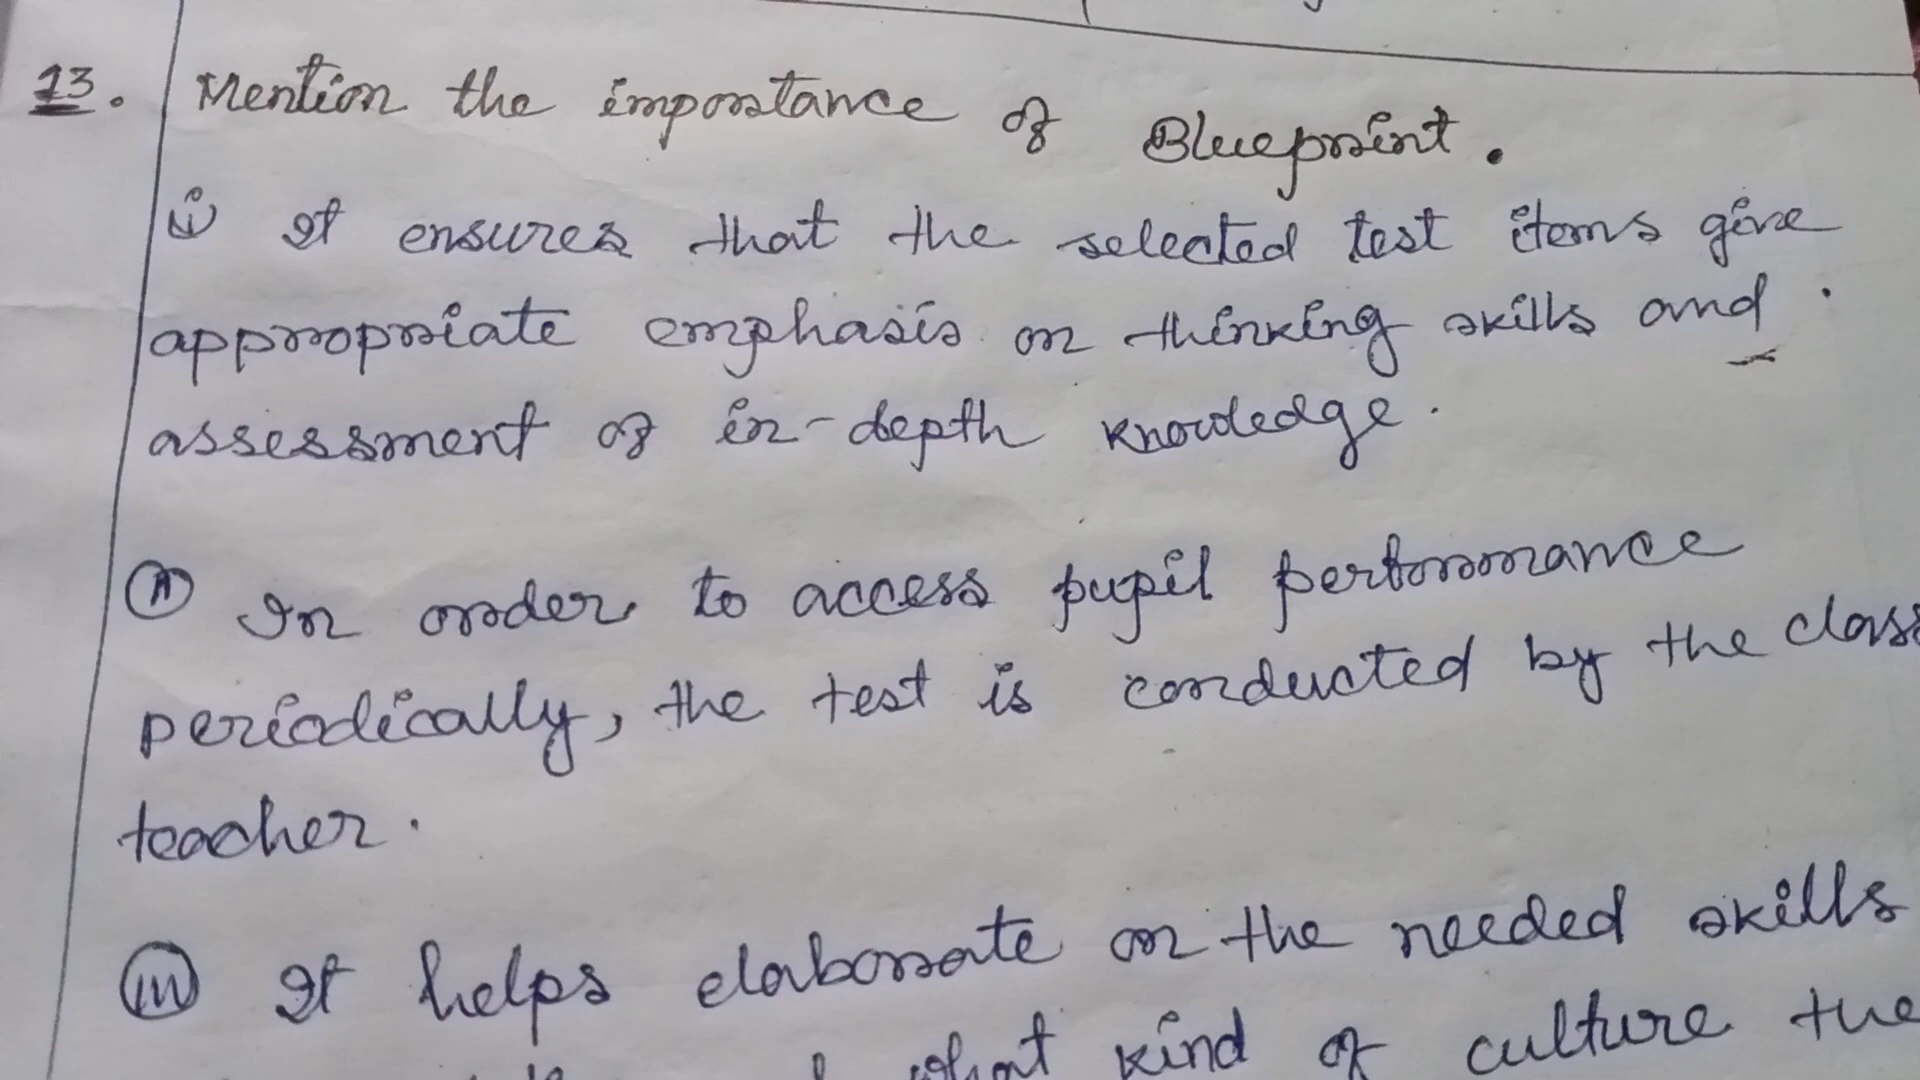 13. Mention the importance of Blueprint.
i) It ensures that the selected test items give
appropriate emphasis on thinking skills and
assessment of in-depth knowledge.
ii) In order to access pupil performance
periodically, the test is conducted by the class
teacher.
iii) It helps elaborate on the needed skills
what kind of culture the